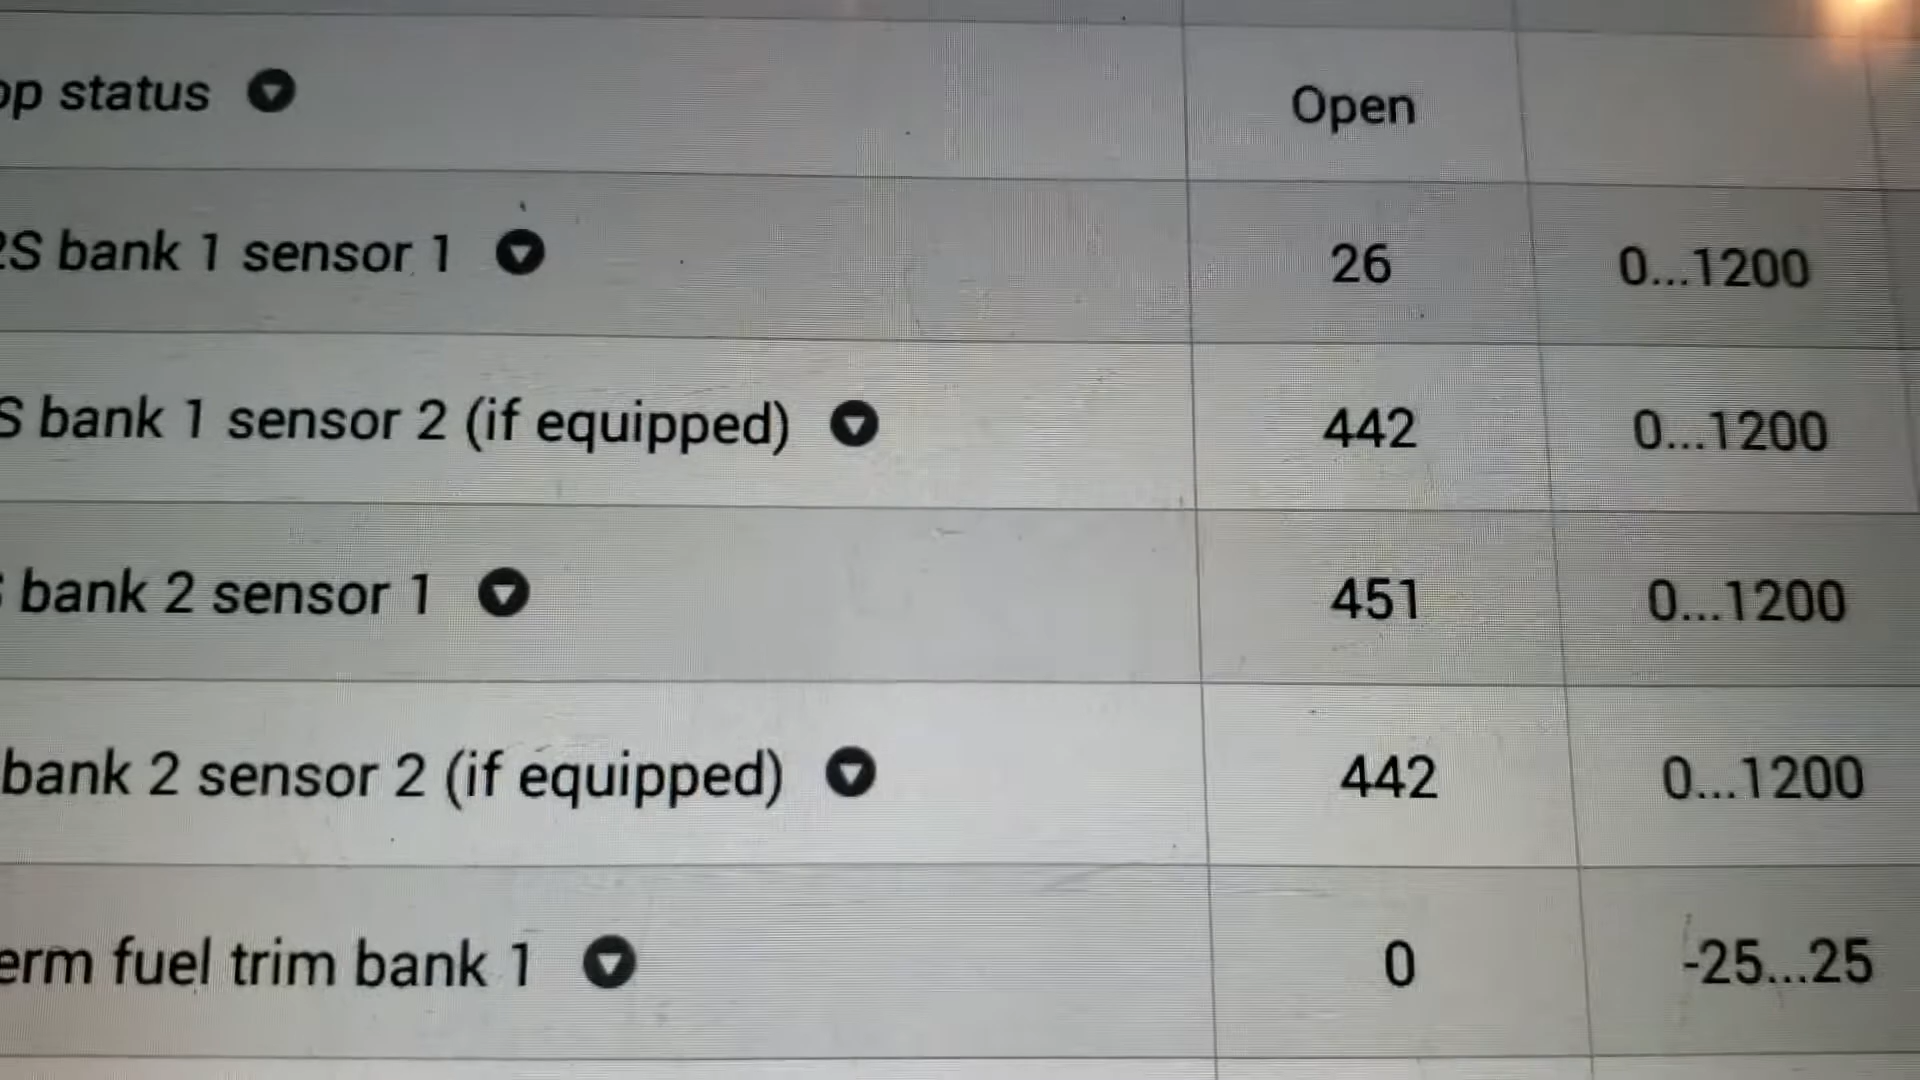 op status Open
2S bank 1 sensor 1 26 0...1200
S bank 1 sensor 2 (if equipped) 442 0...1200
bank 2 sensor 1 451 0...1200
bank 2 sensor 2 (if equipped) 442 0...1200
erm fuel trim bank 1 0 -25...25